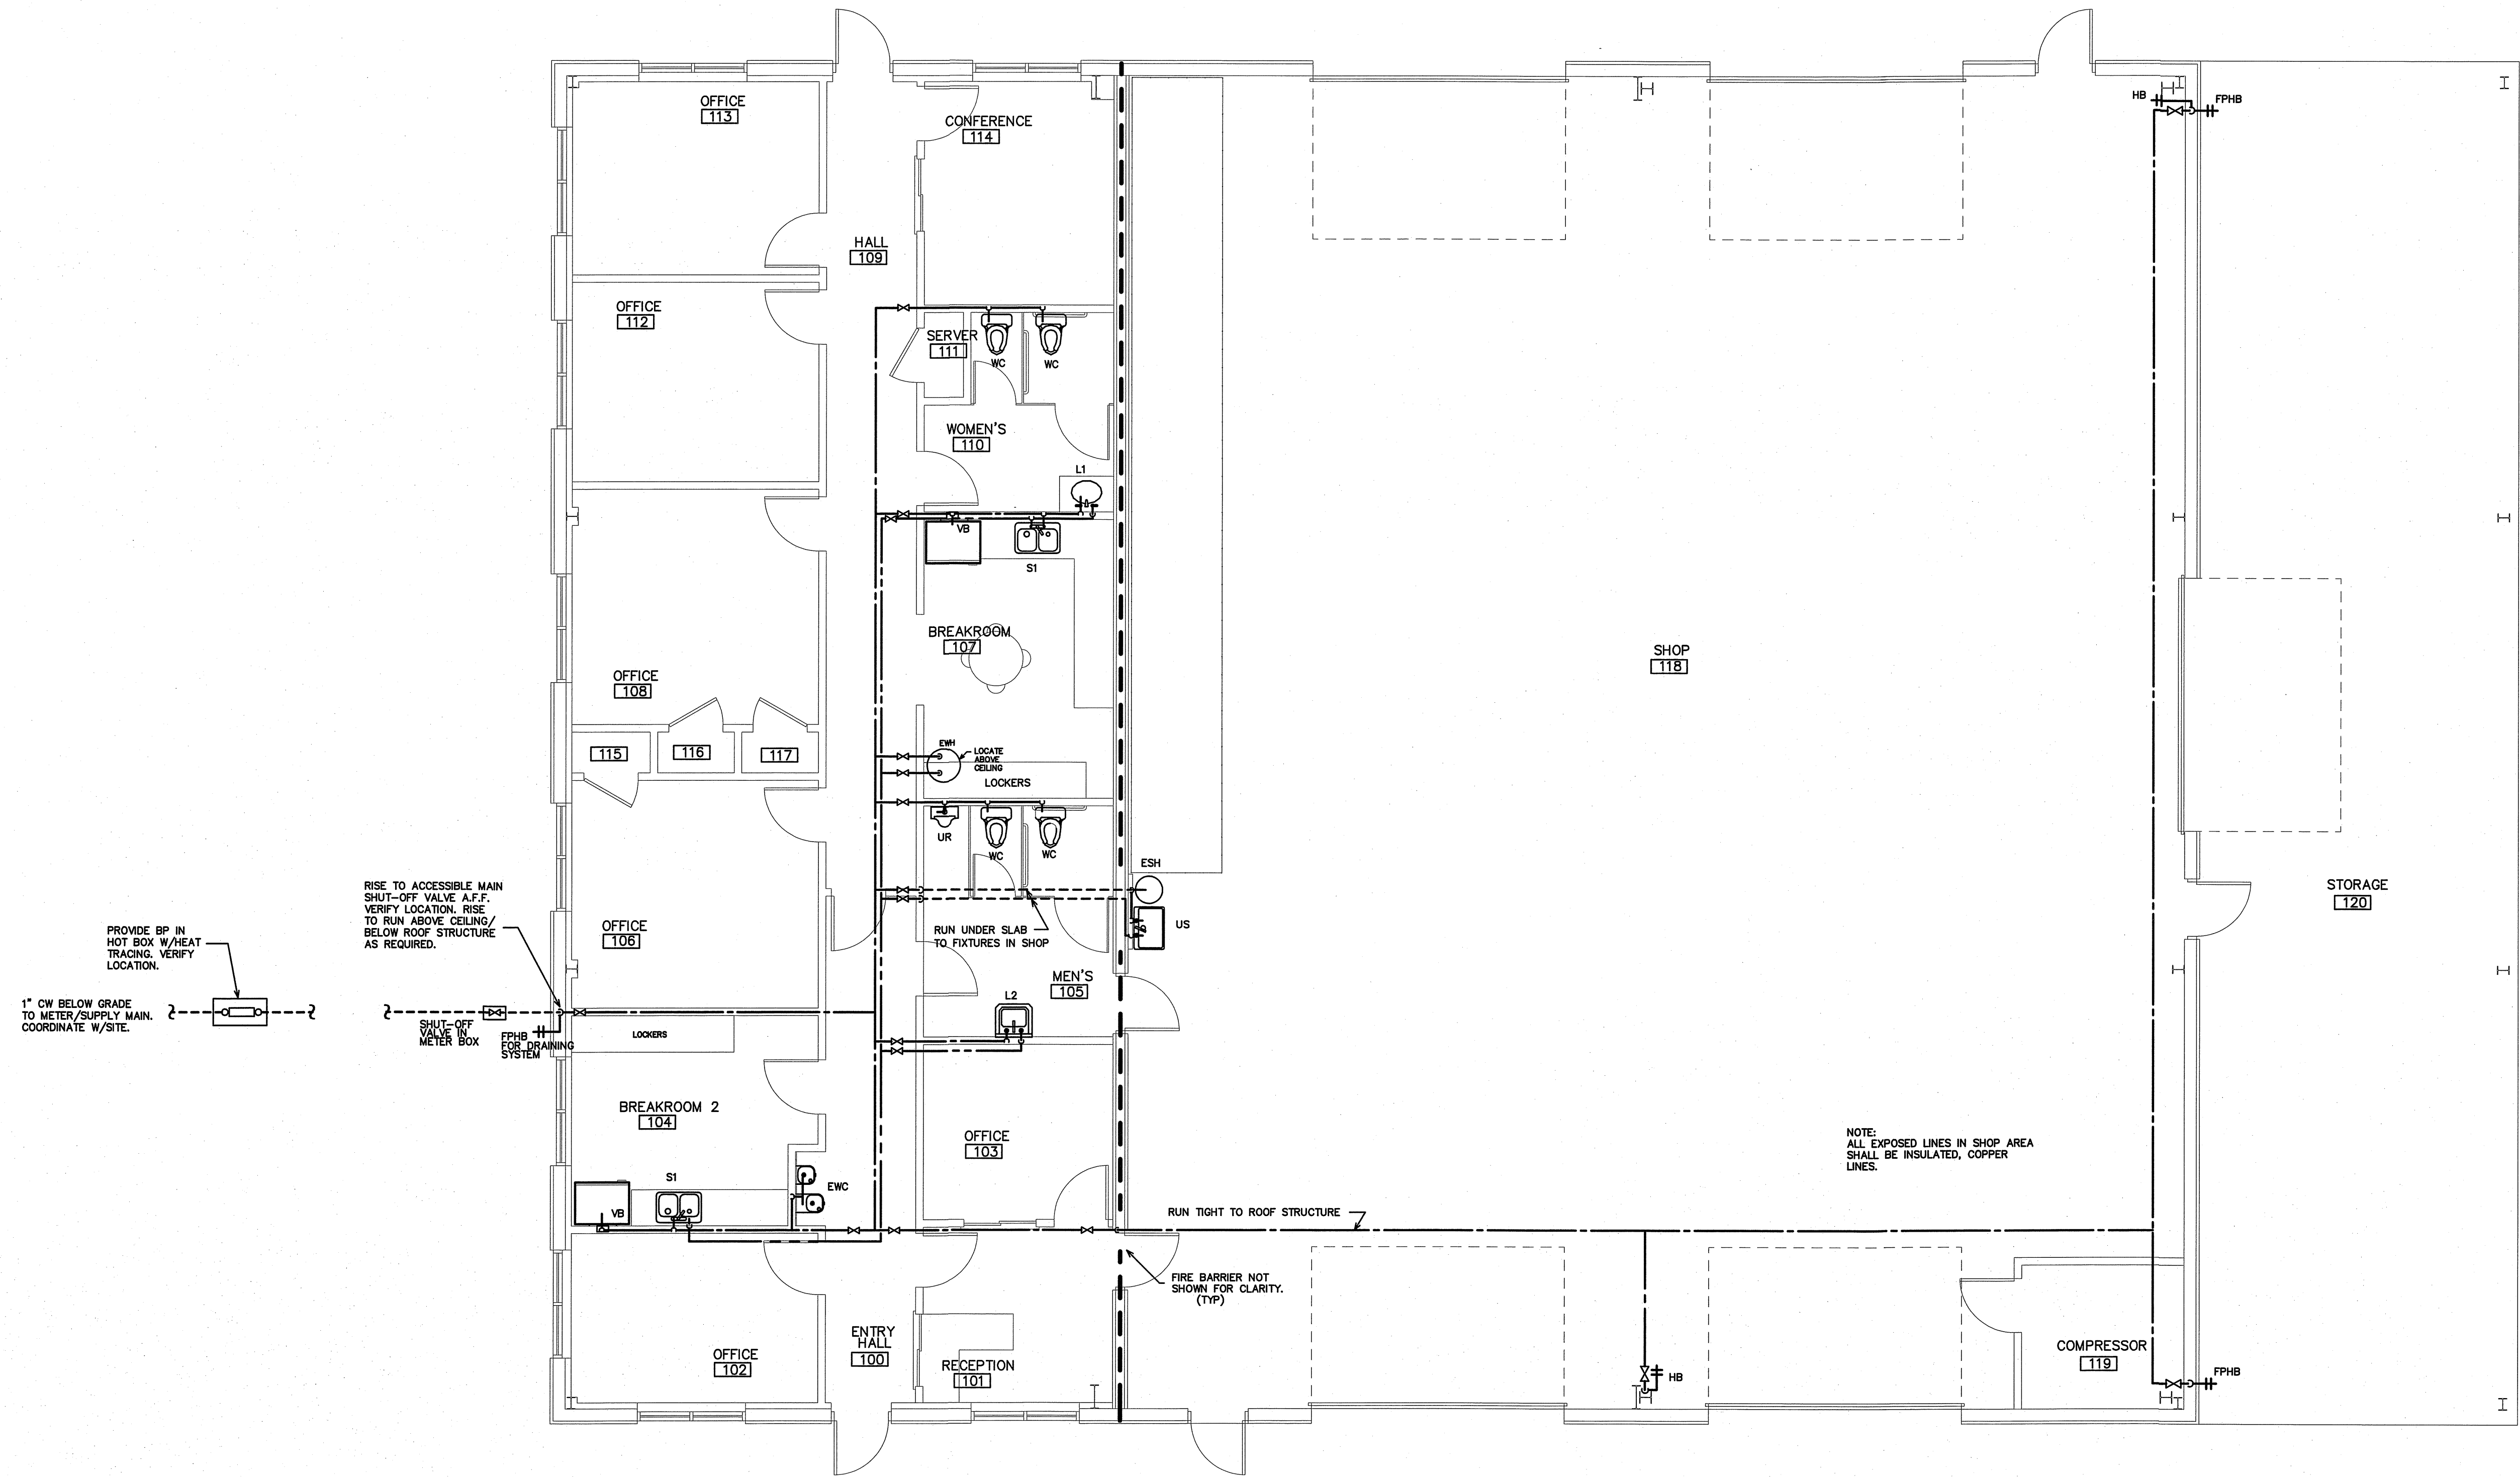 OFFICE
113
CONFERENCE
114
HB
FPHB
HALL
109
OFFICE
112
SERVER
111
WC
WC
WOMEN'S
110
L1
VB
S1
BREAKROOM
107
SHOP
118
OFFICE
108
115
116
117
EWH
LOCATE
ABOVE
CEILING
LOCKERS
UR
WC
WC
ESH
US
STORAGE
120
RISE TO ACCESSIBLE MAIN
SHUT-OFF VALVE A.F.F.
VERIFY LOCATION. RISE
TO RUN ABOVE CEILING/
BELOW ROOF STRUCTURE
AS REQUIRED.
PROVIDE BP IN
HOT BOX W/HEAT
TRACING. VERIFY
LOCATION.
OFFICE
106
RUN UNDER SLAB
TO FIXTURES IN SHOP
MEN'S
105
L2
1" CW BELOW GRADE
TO METER/SUPPLY MAIN.
COORDINATE W/SITE.
SHUT-OFF
VALVE IN
METER BOX
FPHB
FOR DRAINING
SYSTEM
LOCKERS
BREAKROOM 2
104
OFFICE
103
NOTE:
ALL EXPOSED LINES IN SHOP AREA
SHALL BE INSULATED, COPPER
LINES.
S1
EWC
VB
RUN TIGHT TO ROOF STRUCTURE
FIRE BARRIER NOT
SHOWN FOR CLARITY.
(TYP)
ENTRY
HALL
100
OFFICE
102
RECEPTION
101
HB
COMPRESSOR
119
FPHB